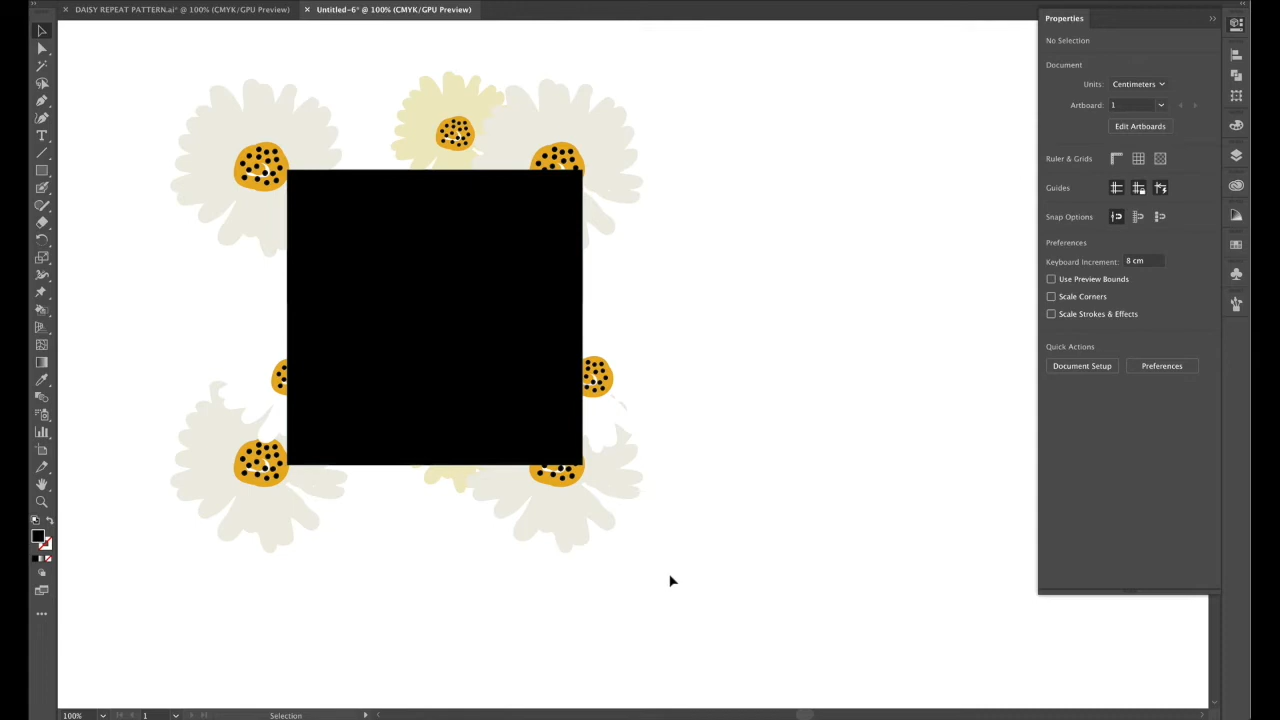 DAISY REPEAT PATTERN.ai* @ 100% (CMYK/GPU Preview)
Untitled-6* @ 100% (CMYK/GPU Preview)
Properties
No Selection
Document
Units: Centimeters
Artboard: 1
Edit Artboards
Ruler & Grids
Guides
Snap Options
Preferences
Keyboard Increment: 8 cm
Use Preview Bounds
Scale Corners
Scale Strokes & Effects
Quick Actions
Document Setup Preferences
100% 1 Selection